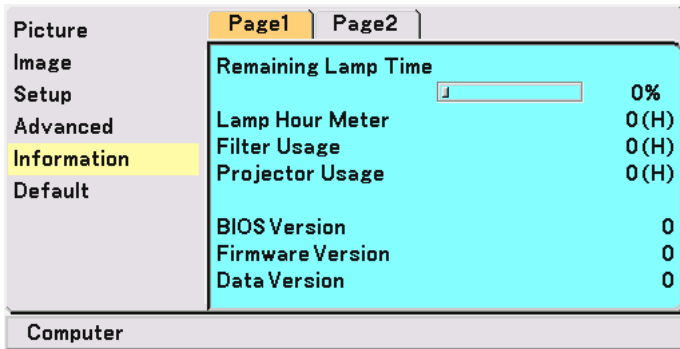 Page1 Page2
Picture
Image
Setup
Advanced
Information
Default
Remaining Lamp Time
0%
Lamp Hour Meter 0(H)
Filter Usage 0(H)
Projector Usage 0(H)
BIOS Version 0
Firmware Version 0
Data Version 0
Computer